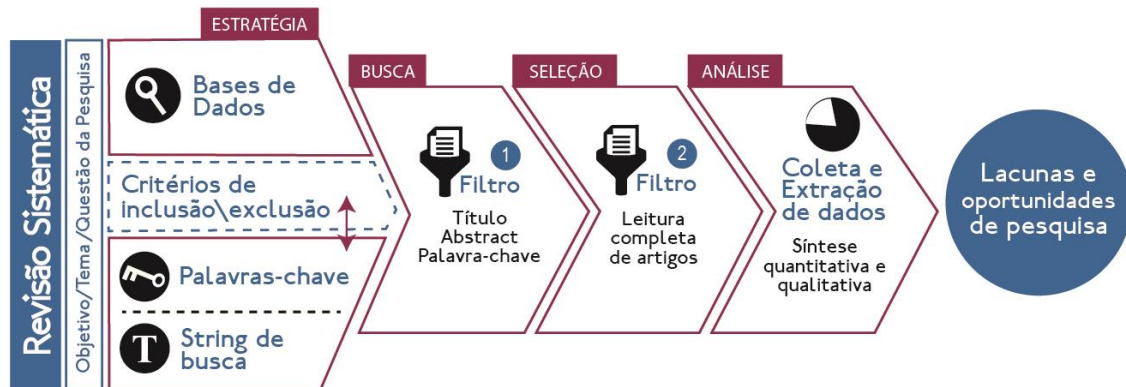 Revisão Sistemática
Objetivo/Tema/Questão da Pesquisa
ESTRATÉGIA
Bases de
Dados
Critérios de
inclusão\exclusão
Palavras-chave
T
String de
busca
BUSCA
1
Filtro
Título
Abstract
Palavra-chave
SELEÇÃO
2
Filtro
Leitura
completa
de artigos
ANÁLISE
Coleta e
Extração
de dados
Síntese
quantitativa e
qualitativa
Lacunas e
oportunidades
de pesquisa